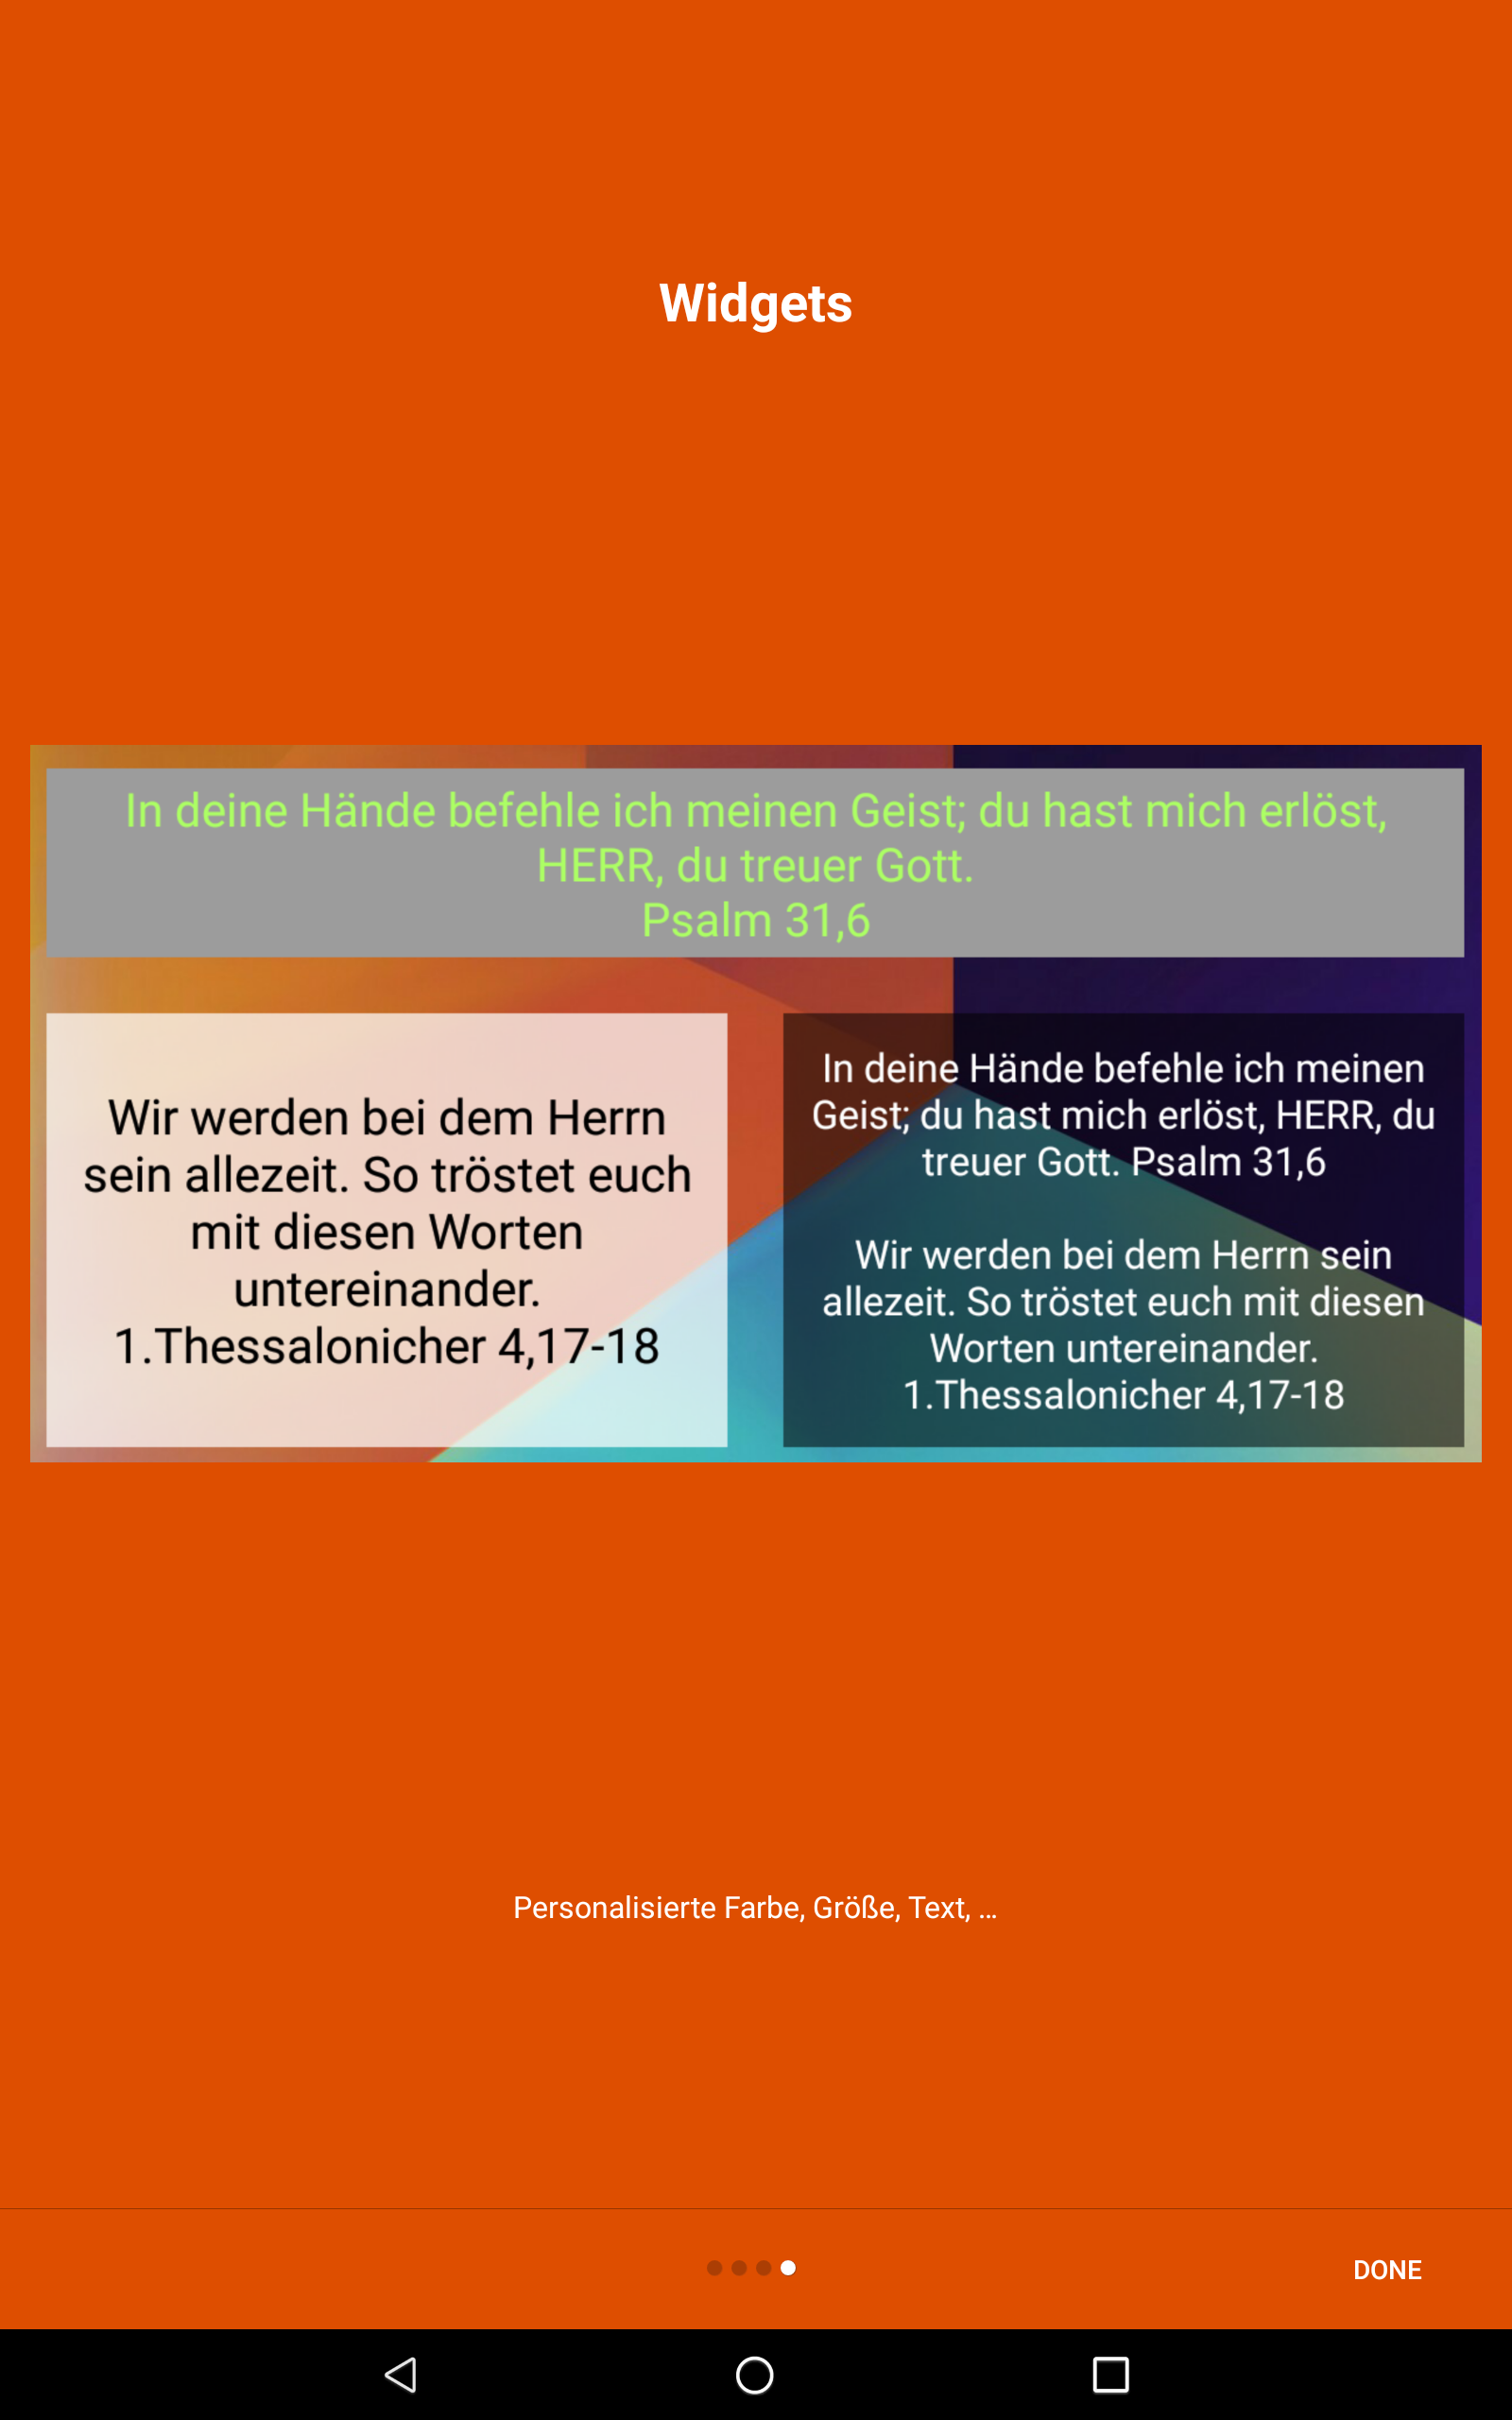 Widgets
In deine Hände befehle ich meinen Geist; du hast mich erlöst,
HERR, du treuer Gott.
Psalm 31,6
Wir werden bei dem Herrn
sein allezeit. So tröstet euch
mit diesen Worten
untereinander.
1.Thessalonicher 4,17-18
In deine Hände befehle ich meinen
Geist; du hast mich erlöst, HERR, du
treuer Gott. Psalm 31,6
Wir werden bei dem Herrn sein
allezeit. So tröstet euch mit diesen
Worten untereinander.
1.Thessalonicher 4,17-18
Personalisierte Farbe, Größe, Text, ...
DONE